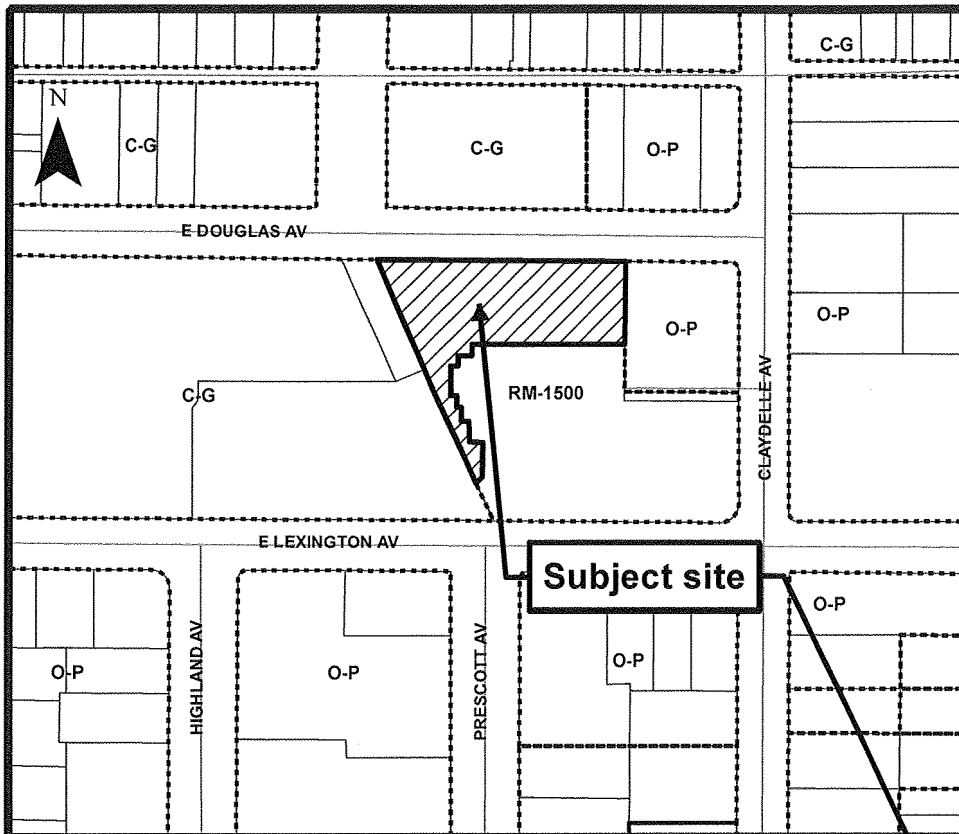 C-G
N
C-G
C-G
O-P
E DOUGLAS AV
O-P
O-P
C-G
RM-1500
CLAYDELLE AV
E LEXINGTON AV
Subject site
O-P
O-P
HIGHLAND AV
O-P
PRESCOTT AV
O-P